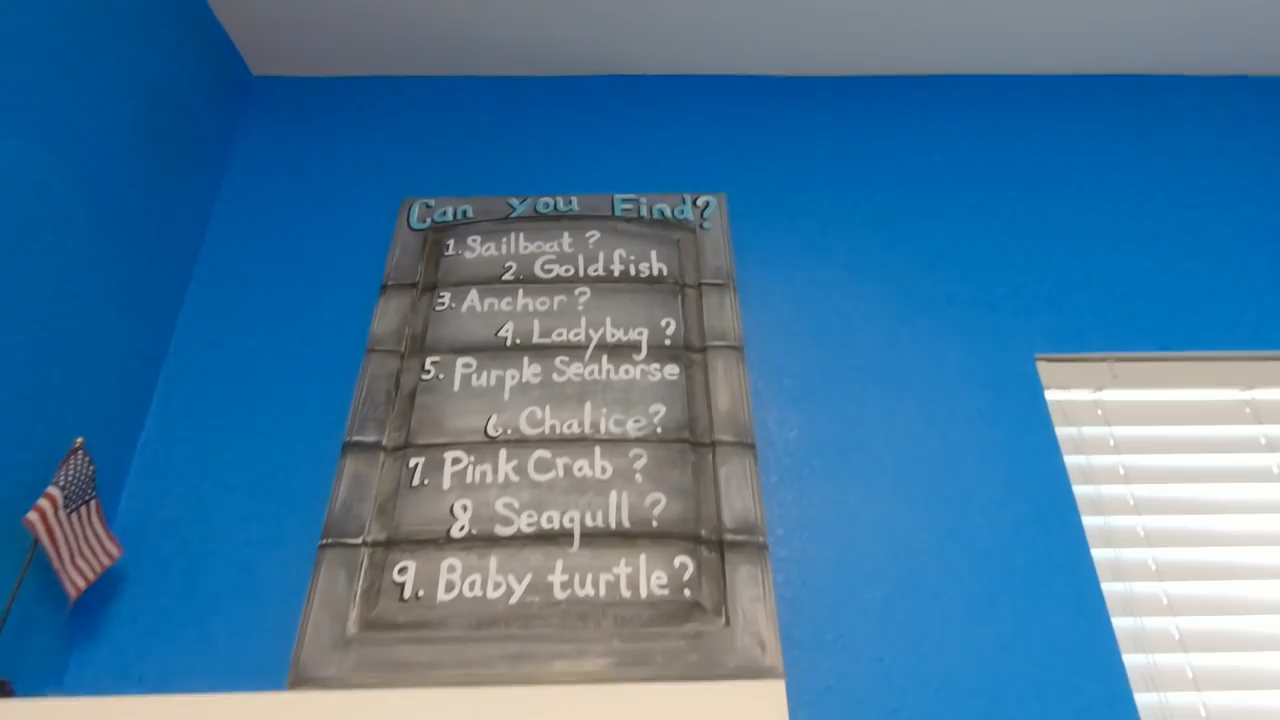 Can you Find?
1. Sailboat?
2. Goldfish
3. Anchor?
4. Ladybug?
5. Purple Seahorse
6. Chalice?
7. Pink Crab?
8. Seagull?
9. Baby turtle?